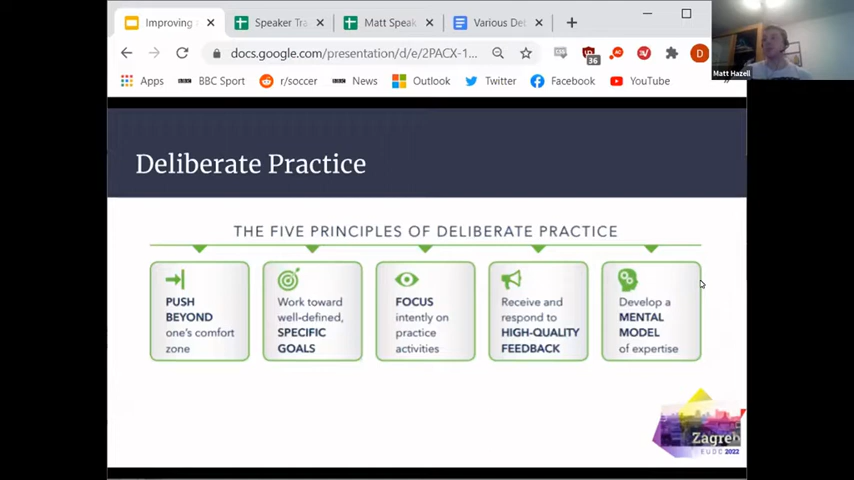 Improving
Speaker Tra
Matt Speak
Various Det
docs.google.com/presentation/d/e/2PACX-1...
36
D
Apps
BBC Sport
r/soccer
News
Outlook
Twitter
Facebook
YouTube
Matt Hazell
Deliberate Practice
THE FIVE PRINCIPLES OF DELIBERATE PRACTICE
PUSH
BEYOND
one's comfort
zone
Work toward
well-defined,
SPECIFIC
GOALS
FOCUS
intently on
practice
activities
Receive and
respond to
HIGH-QUALITY
FEEDBACK
Develop a
MENTAL
MODEL
of expertise
Zagreb
EUDC 2022